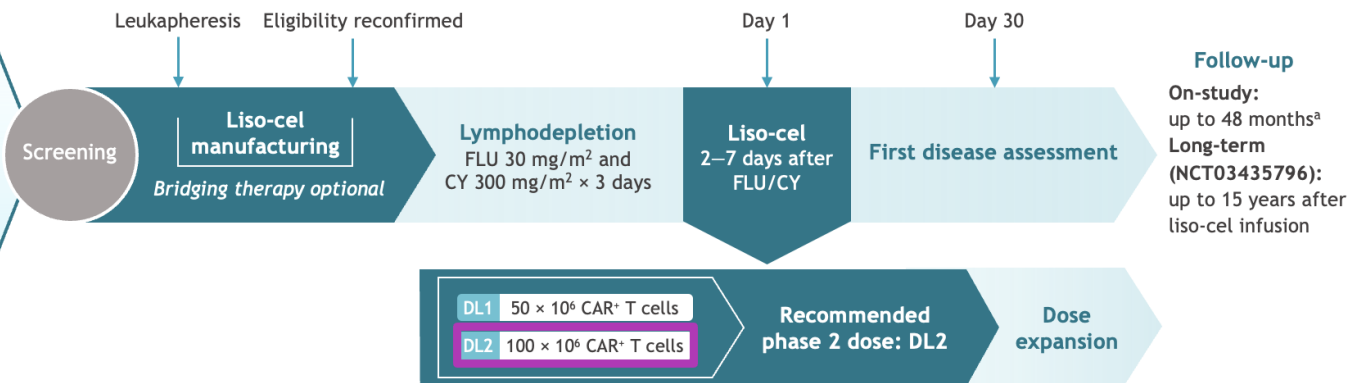 Leukapheresis
Eligibility reconfirmed
Day 1
Day 30
Screening
Liso-cel
manufacturing
Bridging therapy optional
Lymphodepletion
FLU 30 mg/m² and
CY 300 mg/m² × 3 days
Liso-cel
2–7 days after
FLU/CY
First disease assessment
Follow-up
On-study:
up to 48 monthsᵃ
Long-term
(NCT03435796):
up to 15 years after
liso-cel infusion
DL1 50 × 10⁶ CAR⁺ T cells
DL2 100 × 10⁶ CAR⁺ T cells
Recommended
phase 2 dose: DL2
Dose
expansion